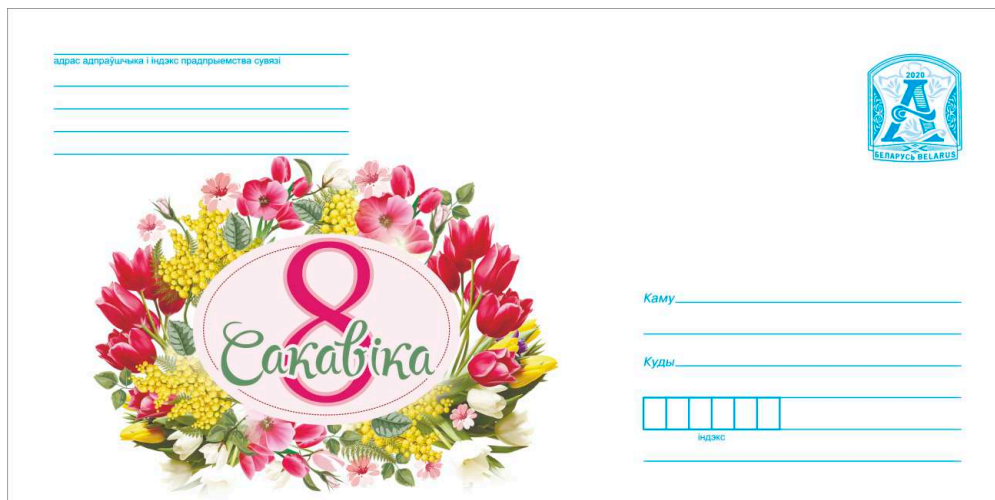 адрас адпраўшчыка і індэкс прадпрыемства сувязі
2020
А
БЕЛАРУСЬ BELARUS
8
Сакавіка
Каму
Куды
індэкс